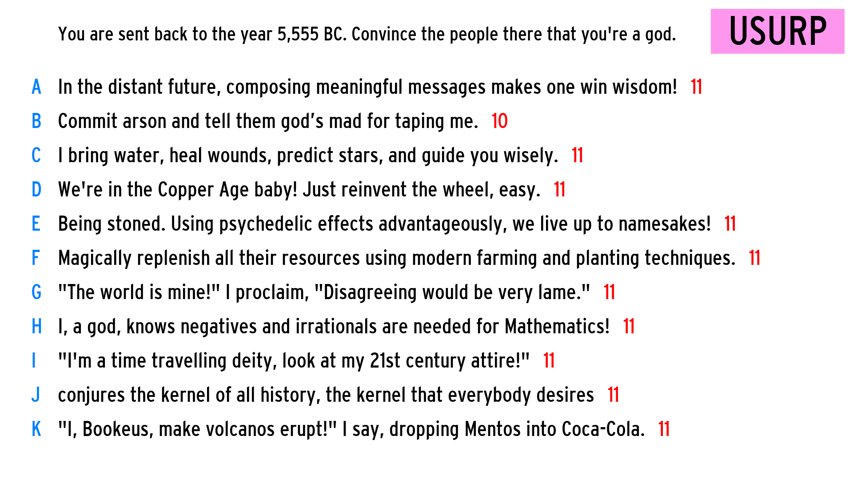 You are sent back to the year 5,555 BC. Convince the people there that you're a god.
USURP
A In the distant future, composing meaningful messages makes one win wisdom! 11
B Commit arson and tell them god’s mad for taping me. 10
C I bring water, heal wounds, predict stars, and guide you wisely. 11
D We're in the Copper Age baby! Just reinvent the wheel, easy. 11
E Being stoned. Using psychedelic effects advantageously, we live up to namesakes! 11
F Magically replenish all their resources using modern farming and planting techniques. 11
G "The world is mine!" I proclaim, "Disagreeing would be very lame." 11
H I, a god, knows negatives and irrationals are needed for Mathematics! 11
I "I'm a time travelling deity, look at my 21st century attire!" 11
J conjures the kernel of all history, the kernel that everybody desires 11
K "I, Bookeus, make volcanos erupt!" I say, dropping Mentos into Coca-Cola. 11